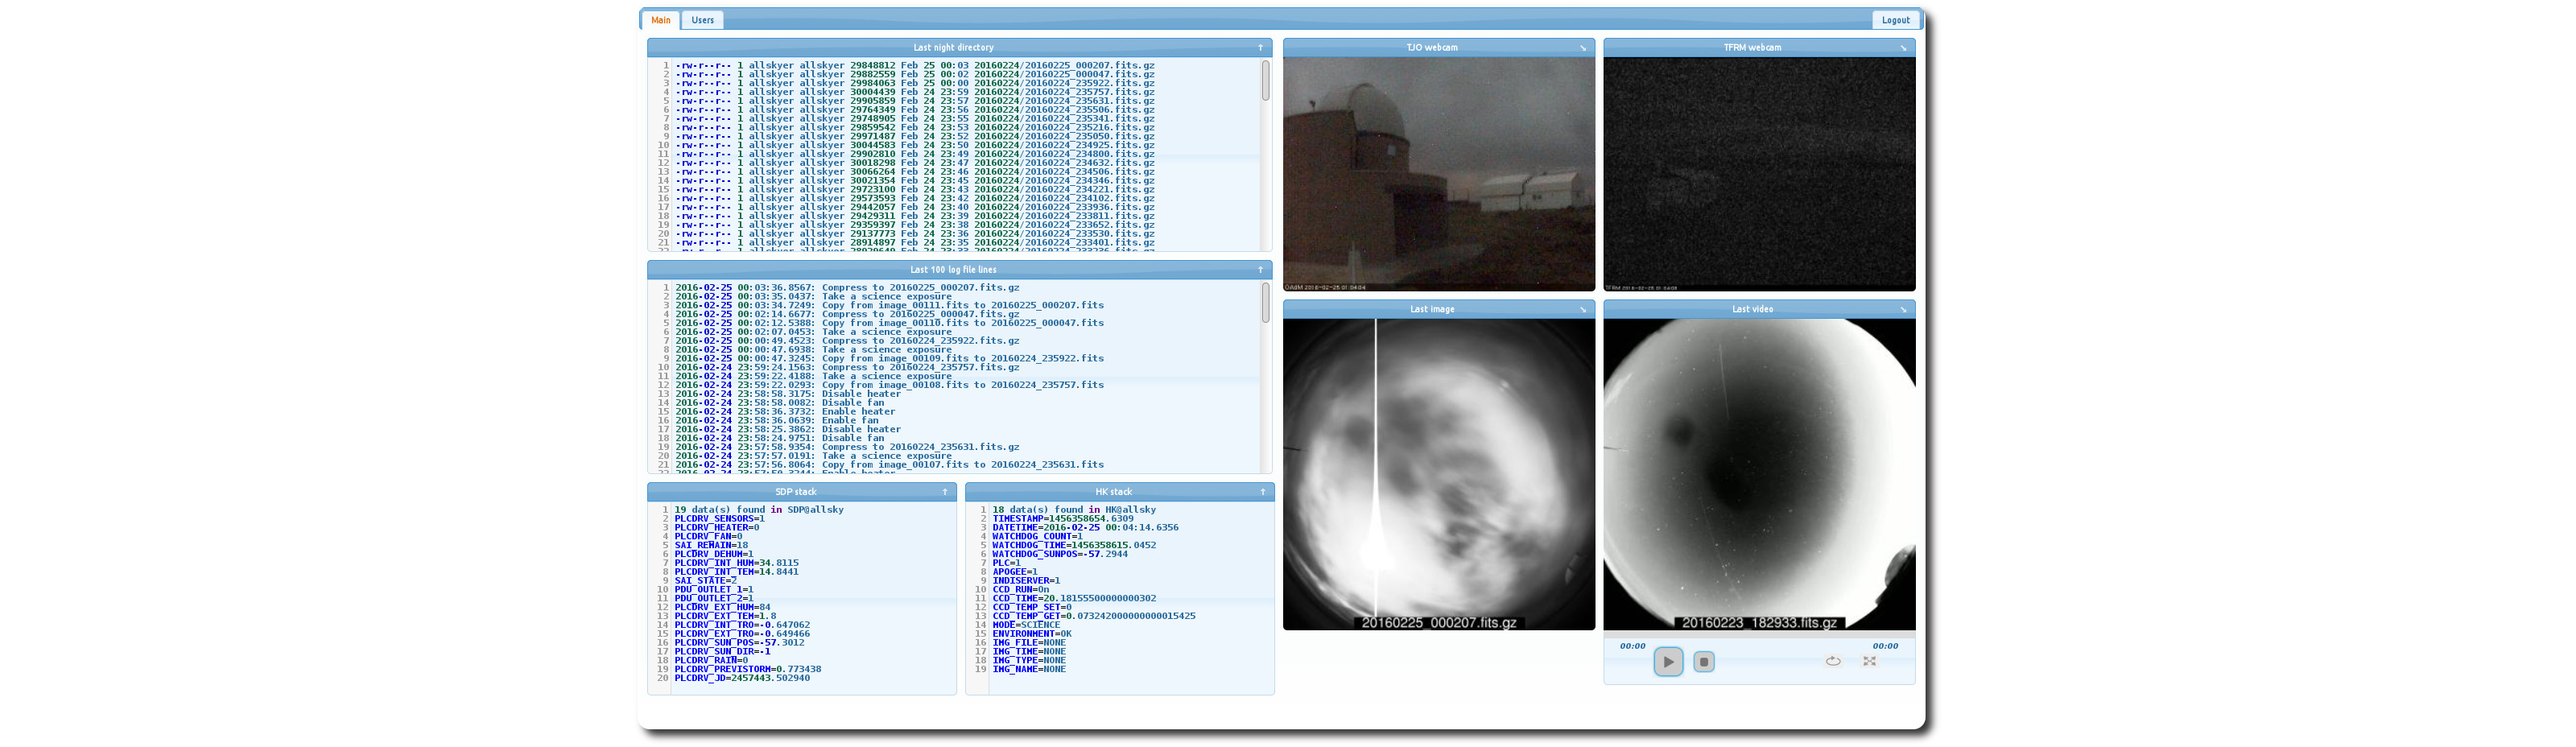 Main Users Logout
Last night directory
1 -rw-r--r-- 1 allskyer allskyer 29848812 Feb 25 00:03 20160224/20160225_000207.fits.gz
2 -rw-r--r-- 1 allskyer allskyer 29882559 Feb 25 00:02 20160224/20160225_000047.fits.gz
3 -rw-r--r-- 1 allskyer allskyer 29984063 Feb 25 00:00 20160224/20160224_235922.fits.gz
4 -rw-r--r-- 1 allskyer allskyer 30004439 Feb 24 23:59 20160224/20160224_235757.fits.gz
5 -rw-r--r-- 1 allskyer allskyer 29905859 Feb 24 23:57 20160224/20160224_235631.fits.gz
6 -rw-r--r-- 1 allskyer allskyer 29764349 Feb 24 23:56 20160224/20160224_235506.fits.gz
7 -rw-r--r-- 1 allskyer allskyer 29748905 Feb 24 23:55 20160224/20160224_235341.fits.gz
8 -rw-r--r-- 1 allskyer allskyer 29859542 Feb 24 23:53 20160224/20160224_235216.fits.gz
9 -rw-r--r-- 1 allskyer allskyer 29971487 Feb 24 23:52 20160224/20160224_235050.fits.gz
10 -rw-r--r-- 1 allskyer allskyer 30044583 Feb 24 23:50 20160224/20160224_234925.fits.gz
11 -rw-r--r-- 1 allskyer allskyer 29902810 Feb 24 23:49 20160224/20160224_234800.fits.gz
12 -rw-r--r-- 1 allskyer allskyer 30018298 Feb 24 23:47 20160224/20160224_234632.fits.gz
13 -rw-r--r-- 1 allskyer allskyer 30066264 Feb 24 23:46 20160224/20160224_234506.fits.gz
14 -rw-r--r-- 1 allskyer allskyer 30021354 Feb 24 23:45 20160224/20160224_234346.fits.gz
15 -rw-r--r-- 1 allskyer allskyer 29723100 Feb 24 23:43 20160224/20160224_234221.fits.gz
16 -rw-r--r-- 1 allskyer allskyer 29573593 Feb 24 23:42 20160224/20160224_234102.fits.gz
17 -rw-r--r-- 1 allskyer allskyer 29442057 Feb 24 23:40 20160224/20160224_233936.fits.gz
18 -rw-r--r-- 1 allskyer allskyer 29429311 Feb 24 23:39 20160224/20160224_233811.fits.gz
19 -rw-r--r-- 1 allskyer allskyer 29359397 Feb 24 23:38 20160224/20160224_233652.fits.gz
20 -rw-r--r-- 1 allskyer allskyer 29137773 Feb 24 23:36 20160224/20160224_233530.fits.gz
21 -rw-r--r-- 1 allskyer allskyer 28914897 Feb 24 23:35 20160224/20160224_233401.fits.gz
Last 100 log file lines
1 2016-02-25 00:03:36.8567: Compress to 20160225_000207.fits.gz
2 2016-02-25 00:03:35.0437: Take a science exposure
3 2016-02-25 00:03:34.7249: Copy from image_00111.fits to 20160225_000207.fits
4 2016-02-25 00:02:14.6677: Compress to 20160225_000047.fits.gz
5 2016-02-25 00:02:12.5388: Copy from image_00110.fits to 20160225_000047.fits
6 2016-02-25 00:02:07.0453: Take a science exposure
7 2016-02-25 00:00:49.4523: Compress to 20160224_235922.fits.gz
8 2016-02-25 00:00:47.6938: Take a science exposure
9 2016-02-25 00:00:47.3245: Copy from image_00109.fits to 20160224_235922.fits
10 2016-02-24 23:59:24.1563: Compress to 20160224_235757.fits.gz
11 2016-02-24 23:59:22.4188: Take a science exposure
12 2016-02-24 23:59:22.0293: Copy from image_00108.fits to 20160224_235757.fits
13 2016-02-24 23:58:58.3175: Disable heater
14 2016-02-24 23:58:58.0082: Disable fan
15 2016-02-24 23:58:36.3732: Enable heater
16 2016-02-24 23:58:36.0639: Enable fan
17 2016-02-24 23:58:25.3862: Disable heater
18 2016-02-24 23:58:24.9751: Disable fan
19 2016-02-24 23:57:58.9354: Compress to 20160224_235631.fits.gz
20 2016-02-24 23:57:57.0191: Take a science exposure
21 2016-02-24 23:57:56.8064: Copy from image_00107.fits to 20160224_235631.fits
SDP stack
1 19 data(s) found in SDP@allsky
2 PLCDRV_SENSORS=1
3 PLCDRV_HEATER=0
4 PLCDRV_FAN=0
5 SAI_REMAIN=18
6 PLCDRV_DEHUM=1
7 PLCDRV_INT_HUM=34.8115
8 PLCDRV_INT_TEM=14.8441
9 SAI_STATE=2
10 PDU_OUTLET_1=1
11 PDU_OUTLET_2=1
12 PLCDRV_EXT_HUM=84
13 PLCDRV_EXT_TEM=1.8
14 PLCDRV_INT_TRO=-0.647062
15 PLCDRV_EXT_TRO=-0.649466
16 PLCDRV_SUN_POS=-57.3012
17 PLCDRV_SUN_DIR=-1
18 PLCDRV_RAIN=0
19 PLCDRV_PREVISTORM=0.773438
20 PLCDRV_JD=2457443.502940
HK stack
1 18 data(s) found in HK@allsky
2 TIMESTAMP=1456358654.6309
3 DATETIME=2016-02-25 00:04:14.6356
4 WATCHDOG_COUNT=1
5 WATCHDOG_TIME=1456358615.0452
6 WATCHDOG_SUNPOS=-57.2944
7 PLC=1
8 APOGEE=1
9 INDISERVER=1
10 CCD_RUN=On
11 CCD_TIME=20.18155500000000302
12 CCD_TEMP_SET=0
13 CCD_TEMP_GET=0.073242000000000015425
14 MODE=SCIENCE
15 ENVIRONMENT=OK
16 IMG_FILE=NONE
17 IMG_TIME=NONE
18 IMG_TYPE=NONE
19 IMG_NAME=NONE
TJO webcam
OAdM 2016-02-25 01:04:04
TFRM webcam
Last image
20160225_000207.fits.gz
Last video
20160223_182933.fits.gz
00:00 00:00